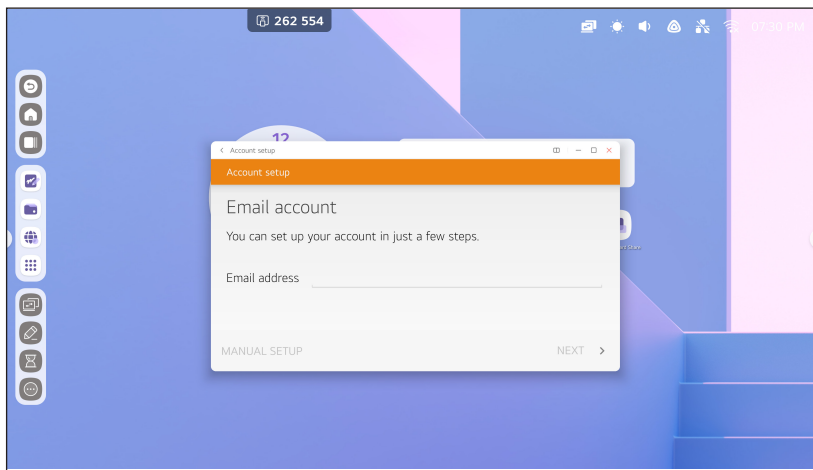 262 554
07:30 PM
12
Account setup
Account setup
Email account
You can set up your account in just a few steps.
Email address
MANUAL SETUP
NEXT
Share